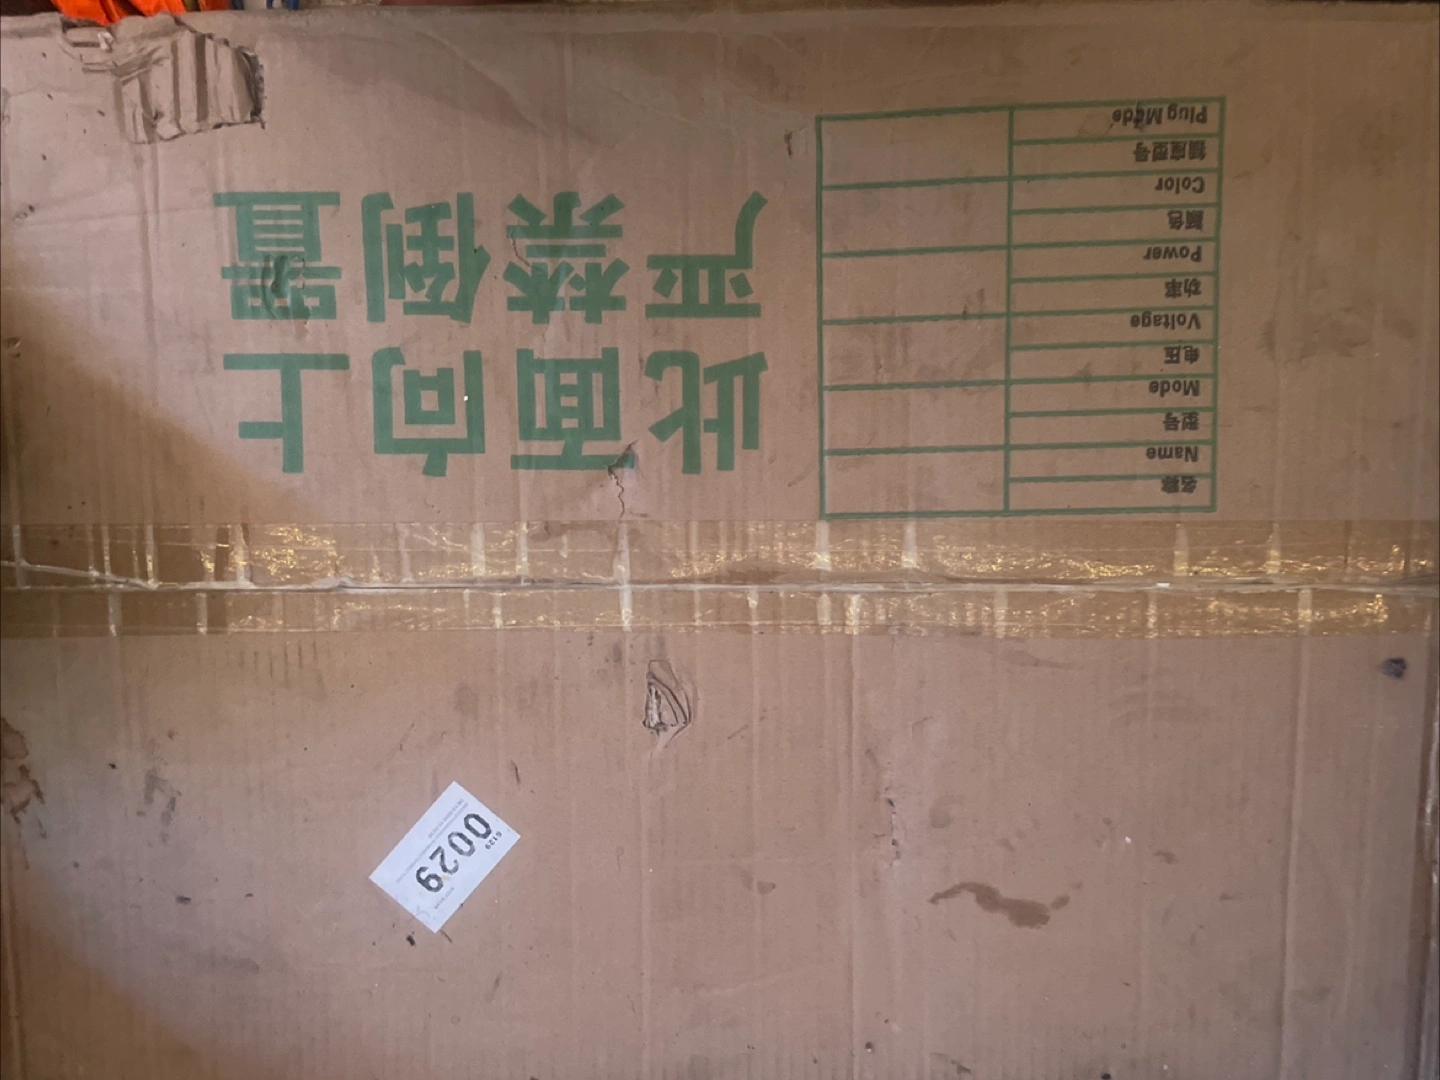 此面向上
严禁倒置
名称
Name
型号
Mode
电压
Voltage
功率
Power
颜色
Color
插座型号
Plug Mode
6129
0029